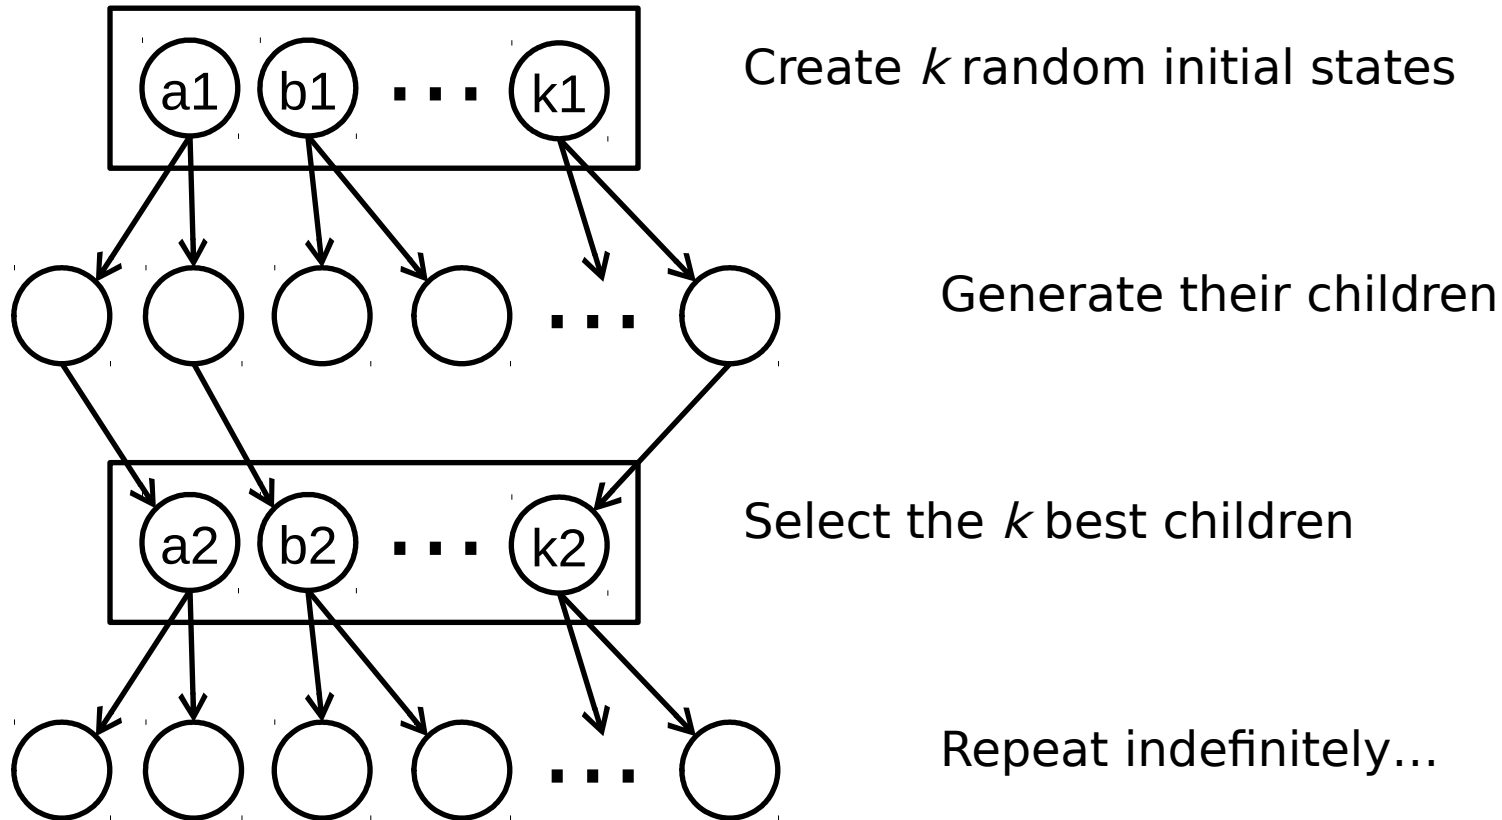 a1 b1 ... k1 Create k random initial states
... Generate their children
a2 b2 ... k2 Select the k best children
... Repeat indefinitely...